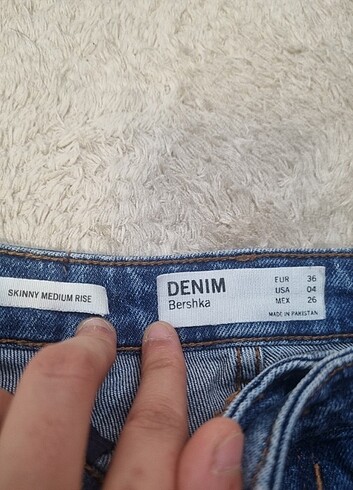 SKINNY MEDIUM RISE
DENIM
Bershka
EUR 36
USA 04
MEX 26
MADE IN PAKISTAN